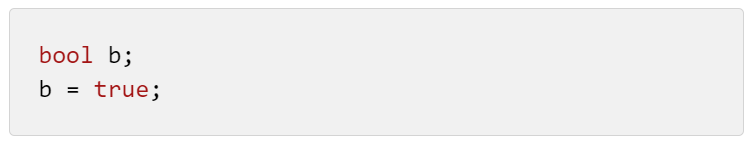 bool b;
b = true;